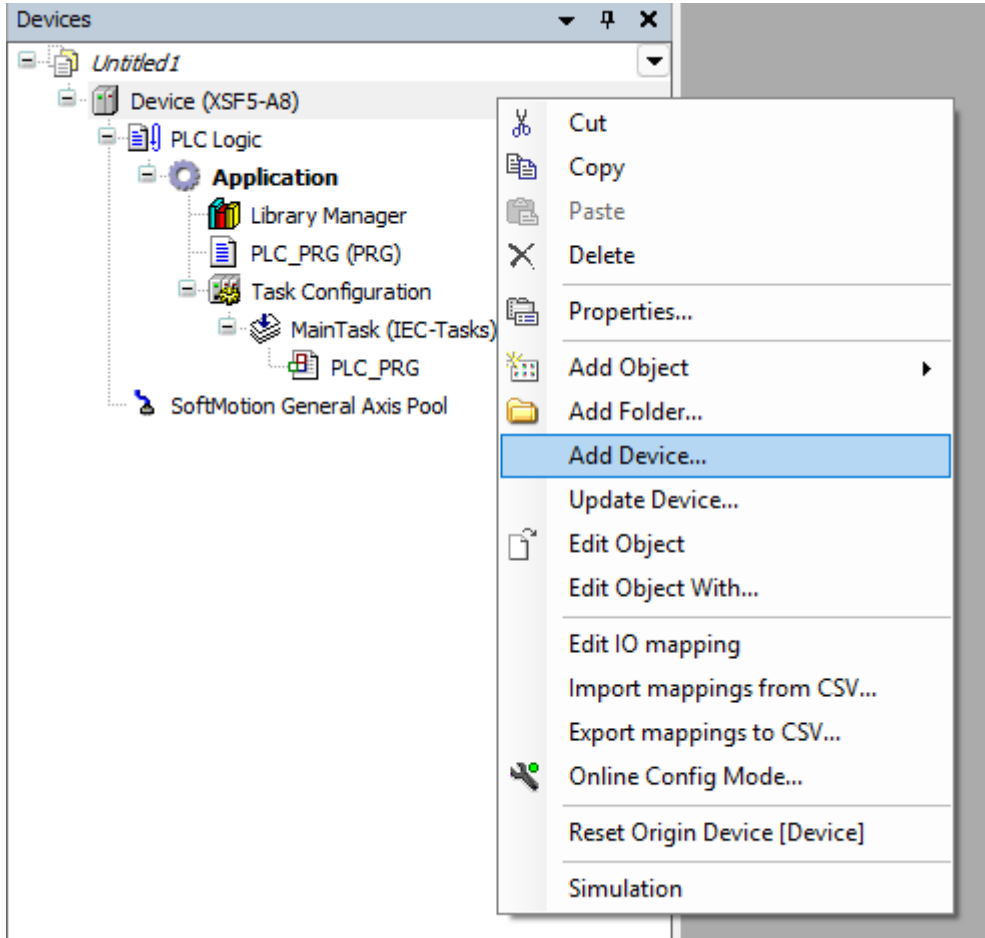 Devices
Untitled1
Device (XSF5-A8)
PLC Logic
Application
Library Manager
PLC_PRG (PRG)
Task Configuration
MainTask (IEC-Tasks)
PLC_PRG
SoftMotion General Axis Pool
Cut
Copy
Paste
Delete
Properties...
Add Object
Add Folder...
Add Device...
Update Device...
Edit Object
Edit Object With...
Edit IO mapping
Import mappings from CSV...
Export mappings to CSV...
Online Config Mode...
Reset Origin Device [Device]
Simulation